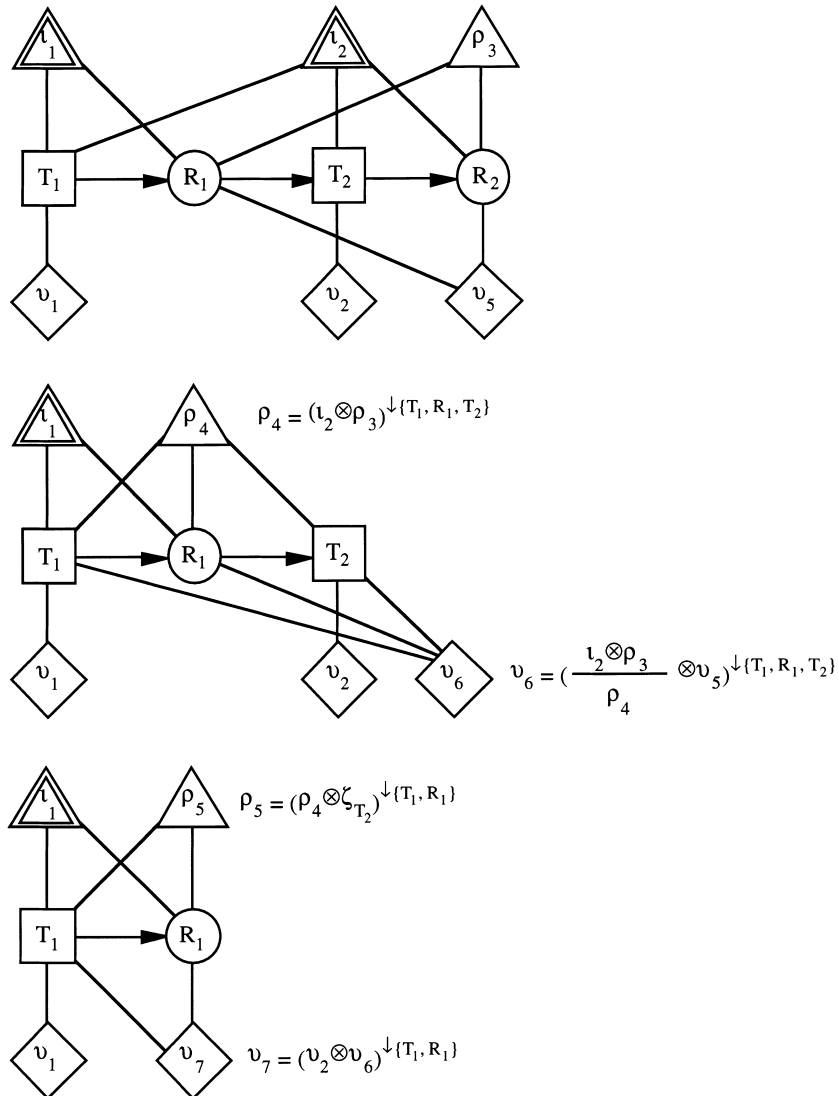 ι₁ ι₂ ρ₃
T₁ R₁ T₂ R₂
υ₁ υ₂ υ₅
ι₁ ρ₄ ρ₄ = (ι₂⊗ρ₃)↓{T₁, R₁, T₂}
T₁ R₁ T₂
υ₁ υ₂ υ₆ υ₆ = ( ι₂⊗ρ₃ / ρ₄ ⊗υ₅)↓{T₁, R₁, T₂}
ι₁ ρ₅ ρ₅ = (ρ₄⊗ζ_T₂)↓{T₁, R₁}
T₁ R₁
υ₁ υ₇ υ₇ = (υ₂⊗υ₆)↓{T₁, R₁}